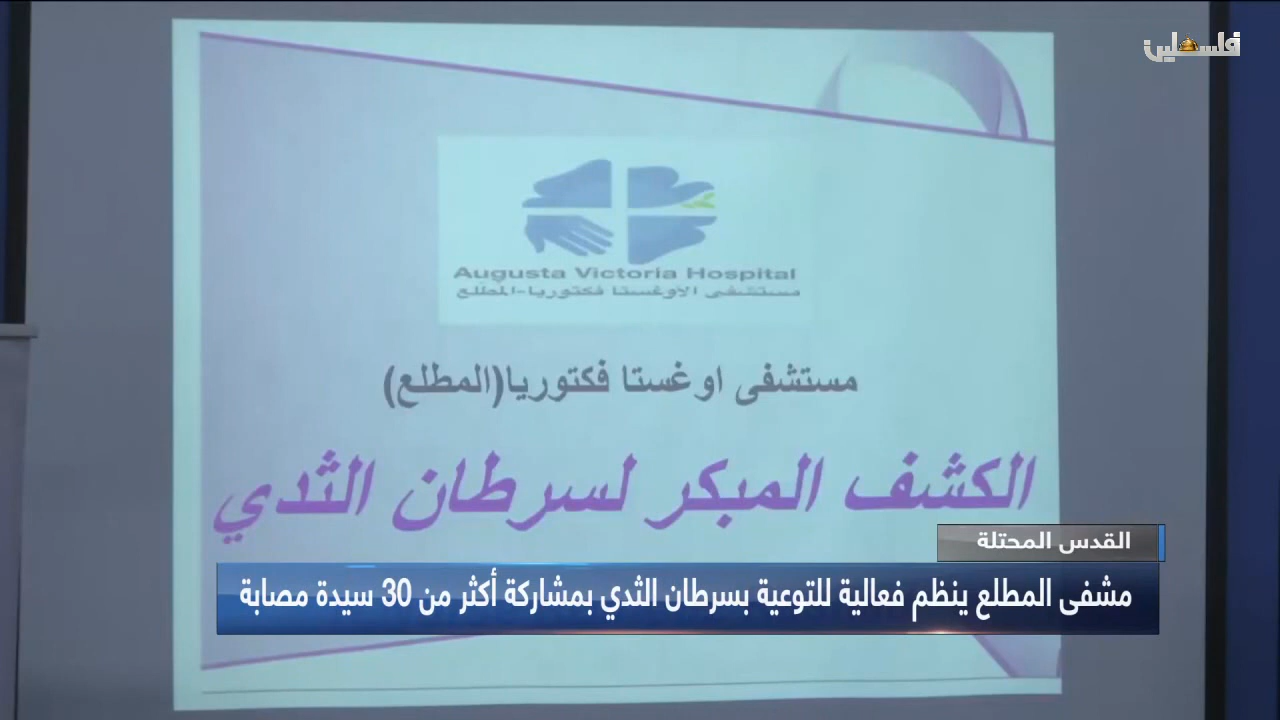 فلسطين
Augusta Victoria Hospital
مستشفى الأوغستا فكتوريا-المطلع
مستشفى اوغستا فكتوريا(المطلع)
الكشف المبكر لسرطان الثدي
القدس المحتلة
مشفى المطلع ينظم فعالية للتوعية بسرطان الثدي بمشاركة أكثر من 30 سيدة مصابة